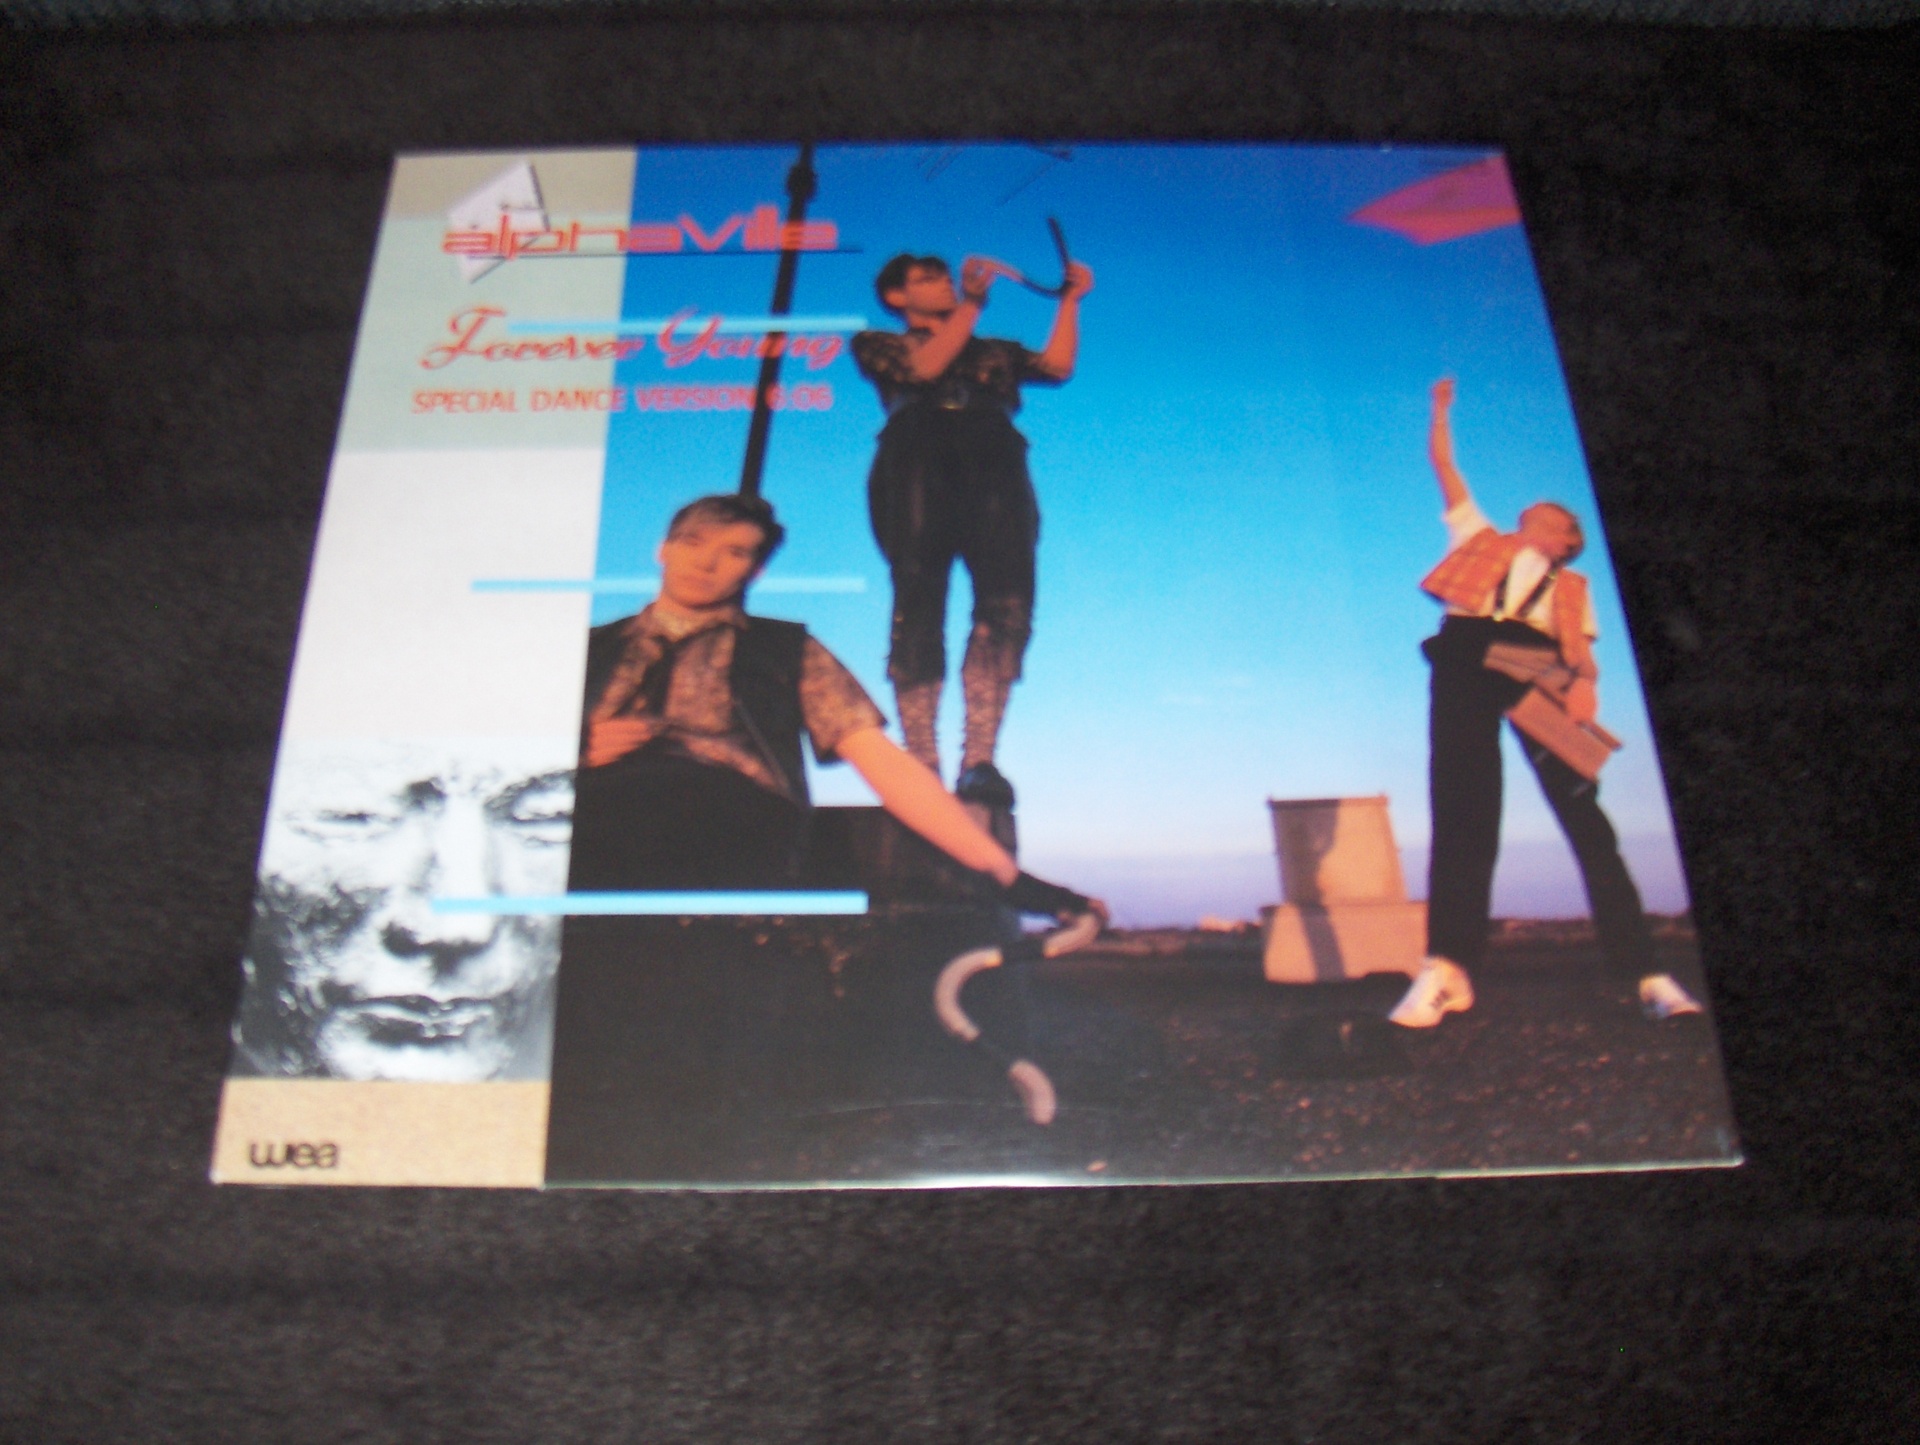 alphaville
Forever Young
SPECIAL DANCE VERSION 6:06
wea